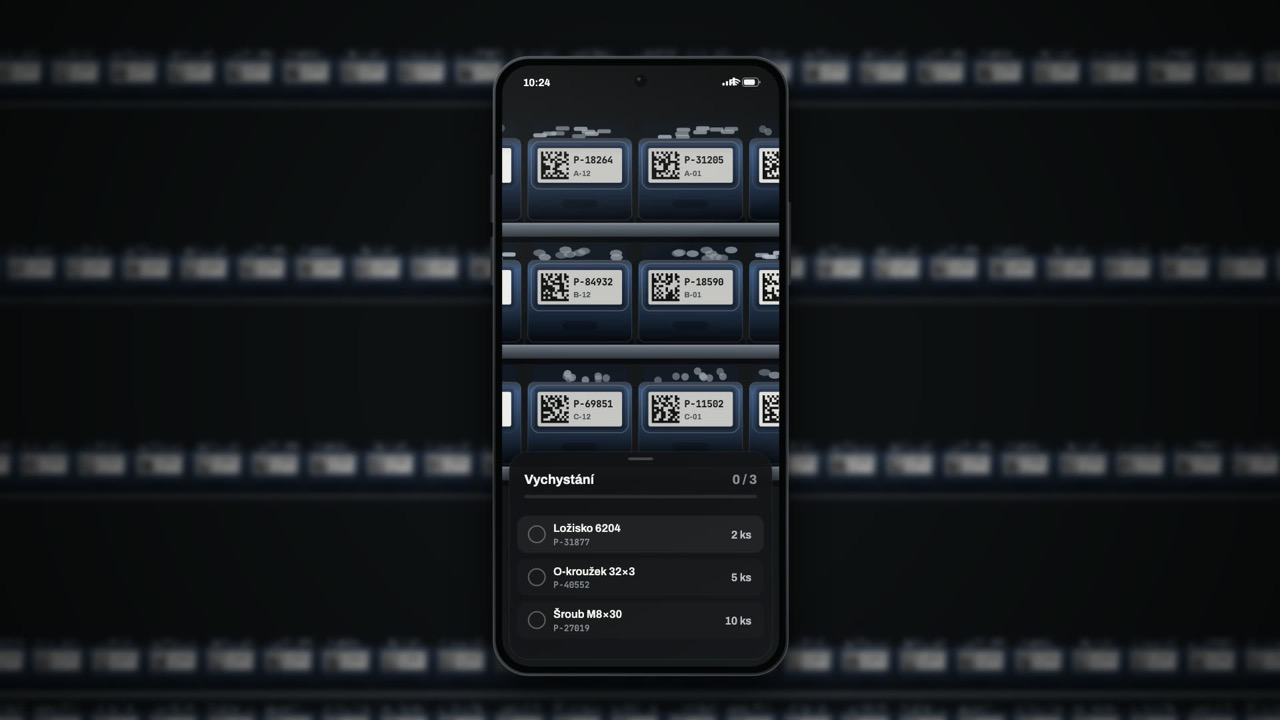 10:24
P-18264
A-12
P-31205
A-01
P-84932
B-12
P-18590
B-01
P-69851
C-12
P-11502
C-01
Vychystání
0 / 3
Ložisko 6204
P-31877
2 ks
O-kroužek 32×3
P-40552
5 ks
Šroub M8×30
P-27019
10 ks